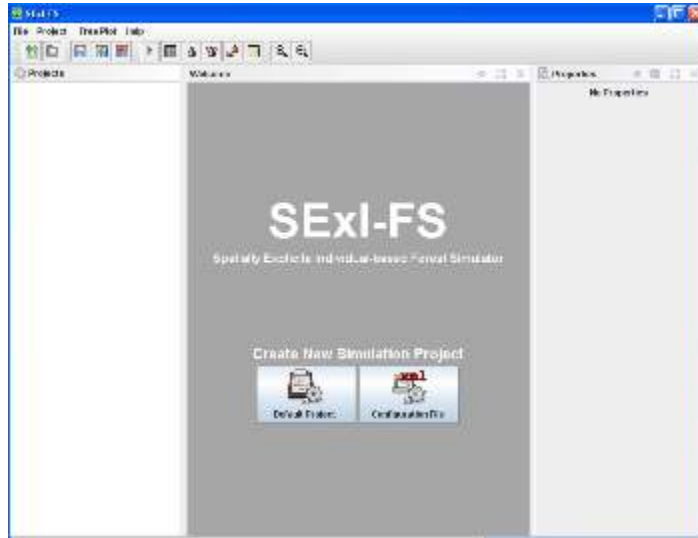 SExI-FS
File Project TreePlot Help
Projects
Welcome
Properties
No Properties
SExI-FS
Spatially Explicit Individual-based Forest Simulator
Create New Simulation Project
xml
Default Project
Configuration File